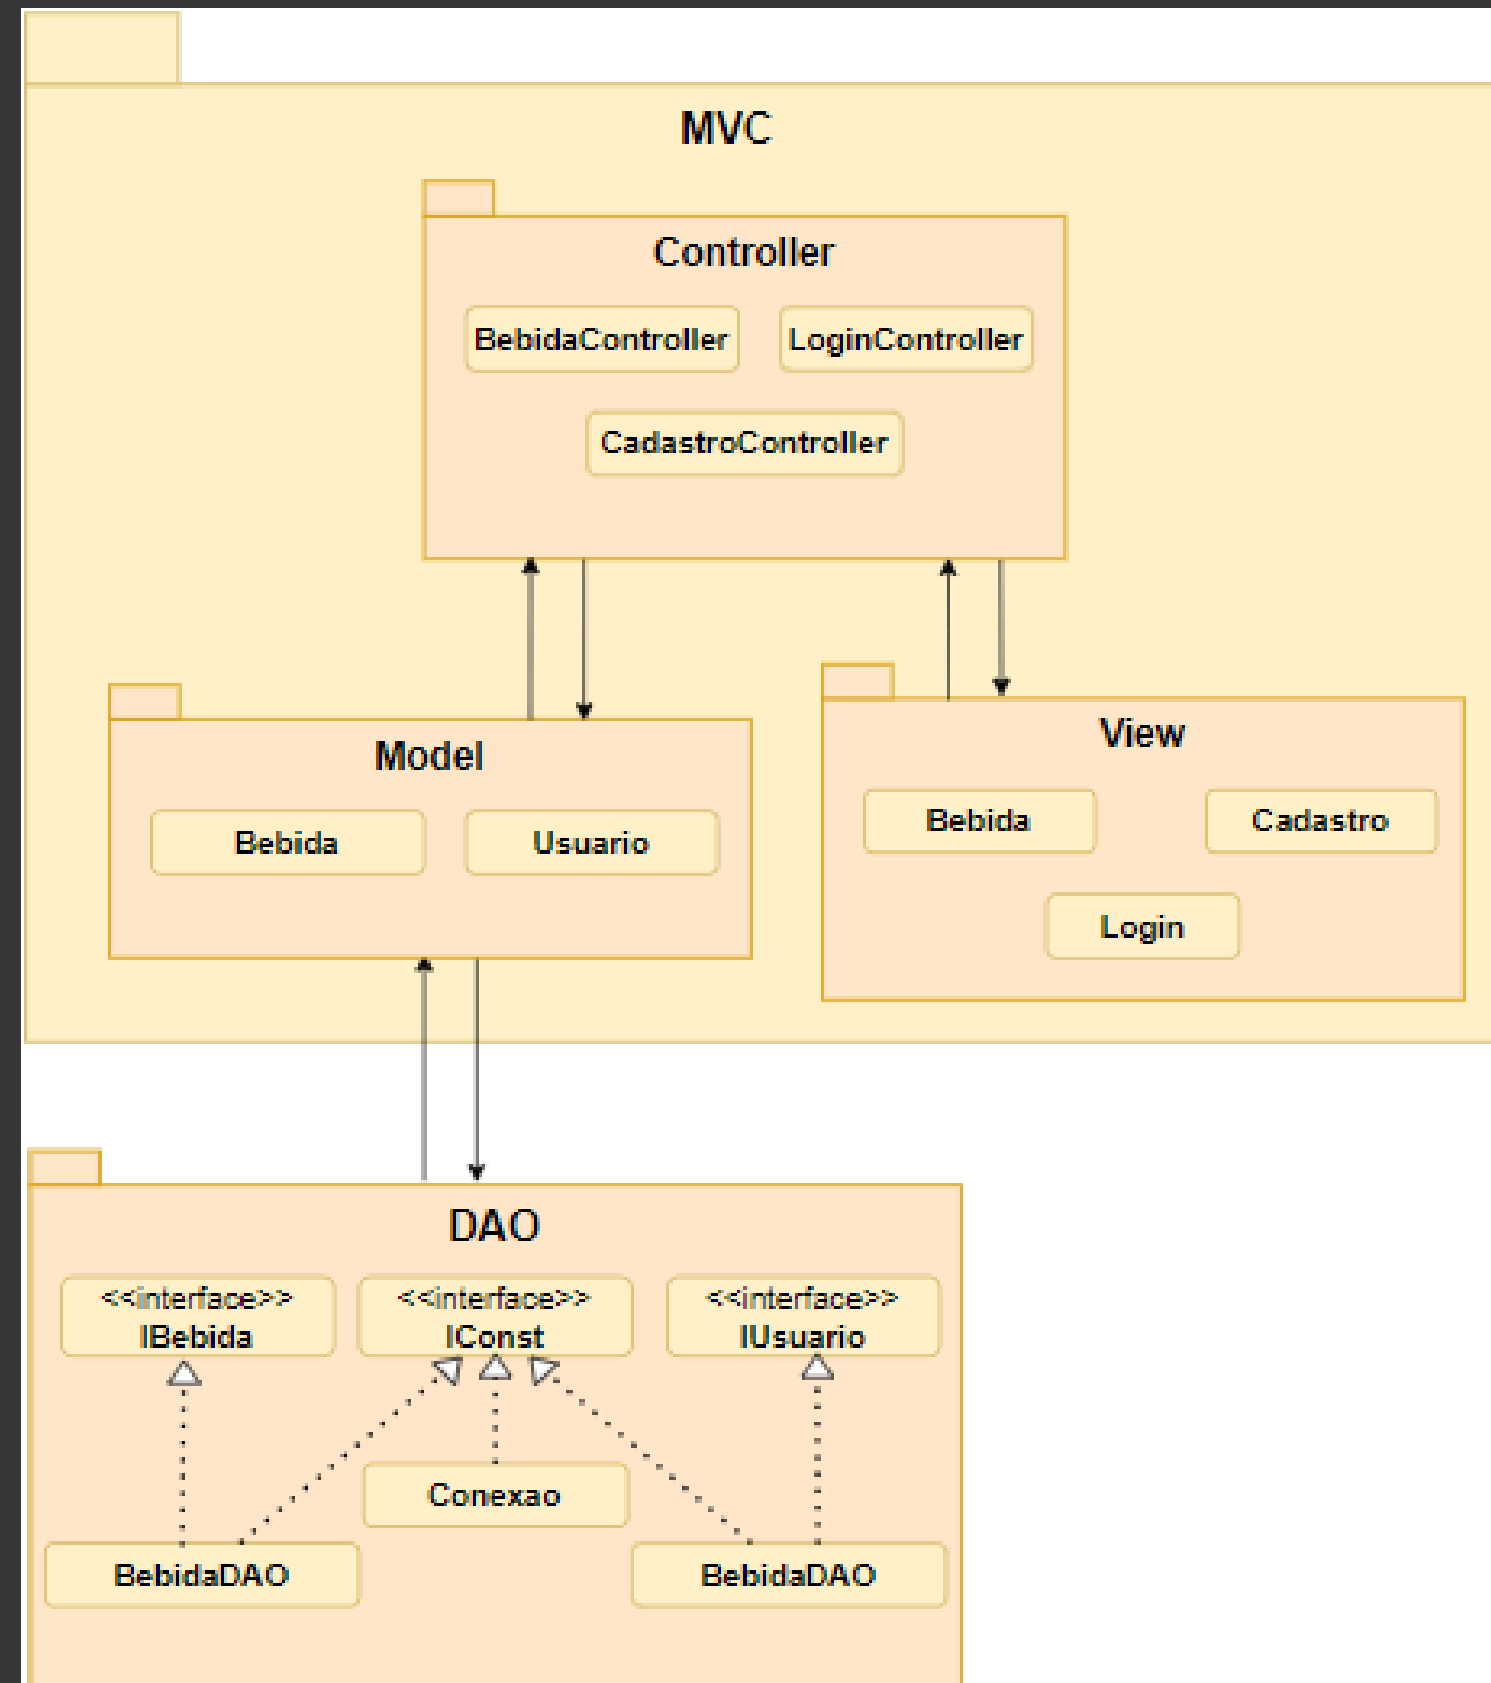 MVC
Controller
BebidaController
LoginController
CadastroController
Model
Bebida
Usuario
View
Bebida
Cadastro
Login
DAO
<<interface>>
IBebida
<<interface>>
IConst
<<interface>>
IUsuario
Conexao
BebidaDAO
BebidaDAO